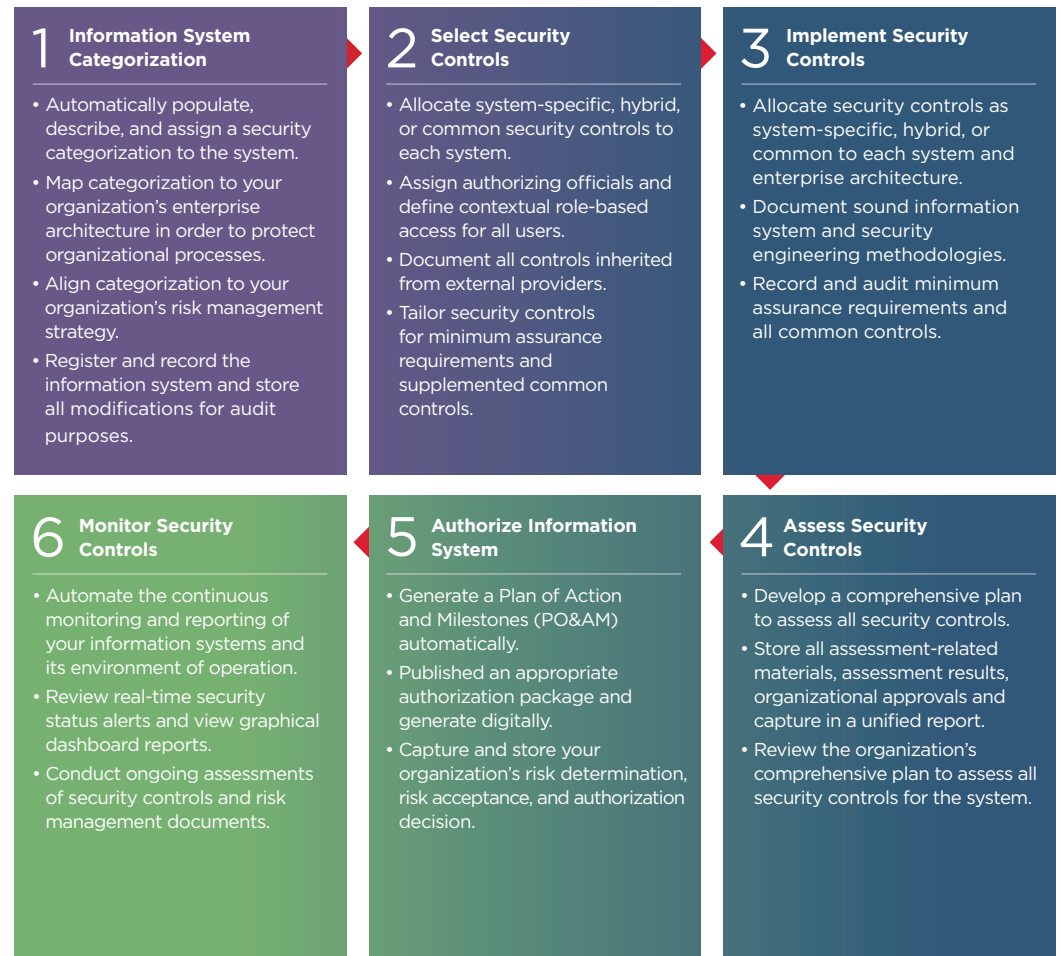 1 Information System
Categorization
• Automatically populate,
describe, and assign a security
categorization to the system.
• Map categorization to your
organization’s enterprise
architecture in order to protect
organizational processes.
• Align categorization to your
organization’s risk management
strategy.
• Register and record the
information system and store
all modifications for audit
purposes.
2 Select Security
Controls
• Allocate system-specific, hybrid,
or common security controls to
each system.
• Assign authorizing officials and
define contextual role-based
access for all users.
• Document all controls inherited
from external providers.
• Tailor security controls
for minimum assurance
requirements and
supplemented common
controls.
3 Implement Security
Controls
• Allocate security controls as
system-specific, hybrid, or
common to each system and
enterprise architecture.
• Document sound information
system and security
engineering methodologies.
• Record and audit minimum
assurance requirements and
all common controls.
4 Assess Security
Controls
• Develop a comprehensive plan
to assess all security controls.
• Store all assessment-related
materials, assessment results,
organizational approvals and
capture in a unified report.
• Review the organization’s
comprehensive plan to assess all
security controls for the system.
5 Authorize Information
System
• Generate a Plan of Action
and Milestones (PO&AM)
automatically.
• Published an appropriate
authorization package and
generate digitally.
• Capture and store your
organization’s risk determination,
risk acceptance, and authorization
decision.
6 Monitor Security
Controls
• Automate the continuous
monitoring and reporting of
your information systems and
its environment of operation.
• Review real-time security
status alerts and view graphical
dashboard reports.
• Conduct ongoing assessments
of security controls and risk
management documents.